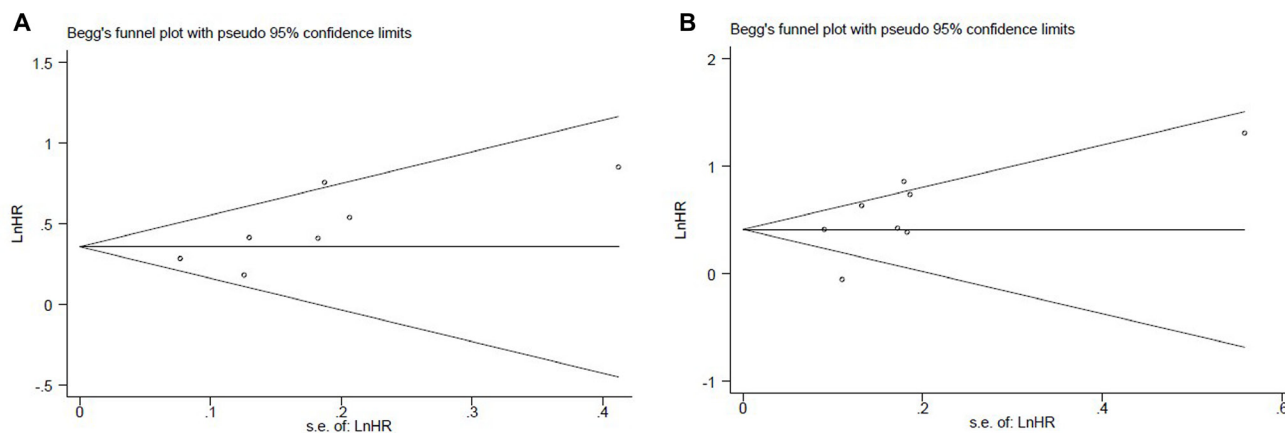 A
Begg's funnel plot with pseudo 95% confidence limits
1.5
1
.5
0
-.5
LnHR
0
.1
.2
.3
.4
s.e. of: LnHR
B
Begg's funnel plot with pseudo 95% confidence limits
2
1
0
-1
LnHR
0
.2
.4
.6
s.e. of: LnHR